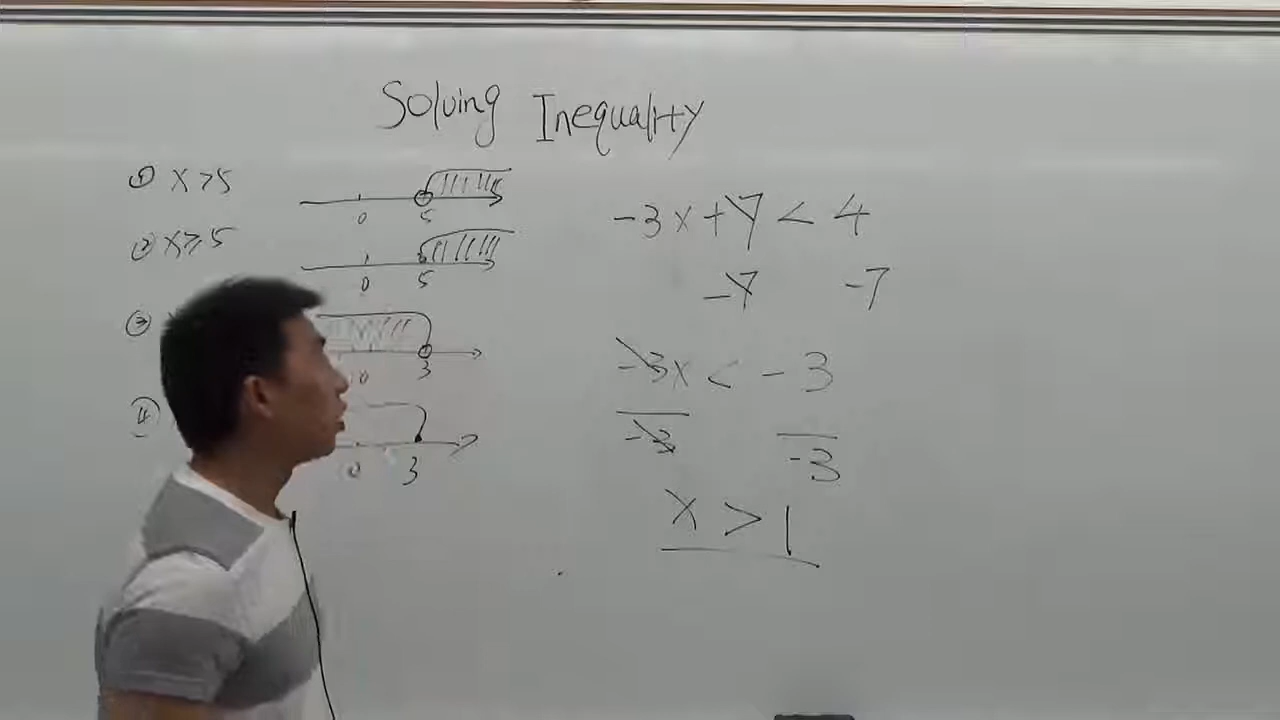 Solving Inequality
① x > 5
0 5
② x ≥ 5
0 5
③
0 3
④
0 3
-3x + 7 < 4
-7 -7
-3x < -3
-3 -3
x > 1